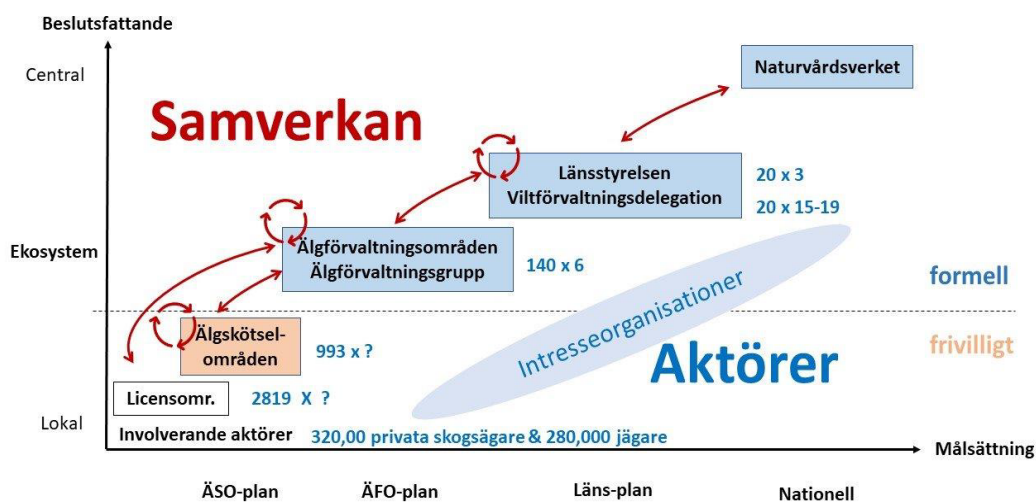 Beslutsfattande
Central
Naturvårdsverket
Samverkan
Länsstyrelsen
Viltförvaltningsdelegation
20 x 3
20 x 15-19
Ekosystem
Älgförvaltningsområden
Älgförvaltningsgrupp
140 x 6
Intresseorganisationer
formell
frivilligt
Älgskötsel-
områden
993 x ?
Aktörer
Licensomr.
2819 X ?
Lokal
Involverande aktörer 320,00 privata skogsägare & 280,000 jägare
Målsättning
ÄSO-plan ÄFO-plan Läns-plan Nationell